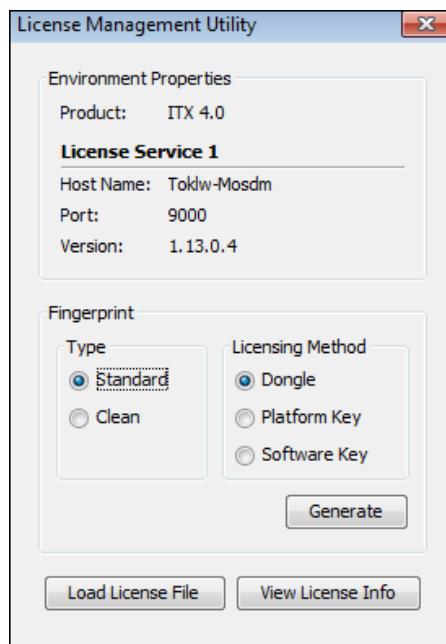 License Management Utility
Environment Properties
Product: ITX 4.0
License Service 1
Host Name: Toklw-Mosdm
Port: 9000
Version: 1.13.0.4
Fingerprint
Type
Standard
Clean
Licensing Method
Dongle
Platform Key
Software Key
Generate
Load License File View License Info